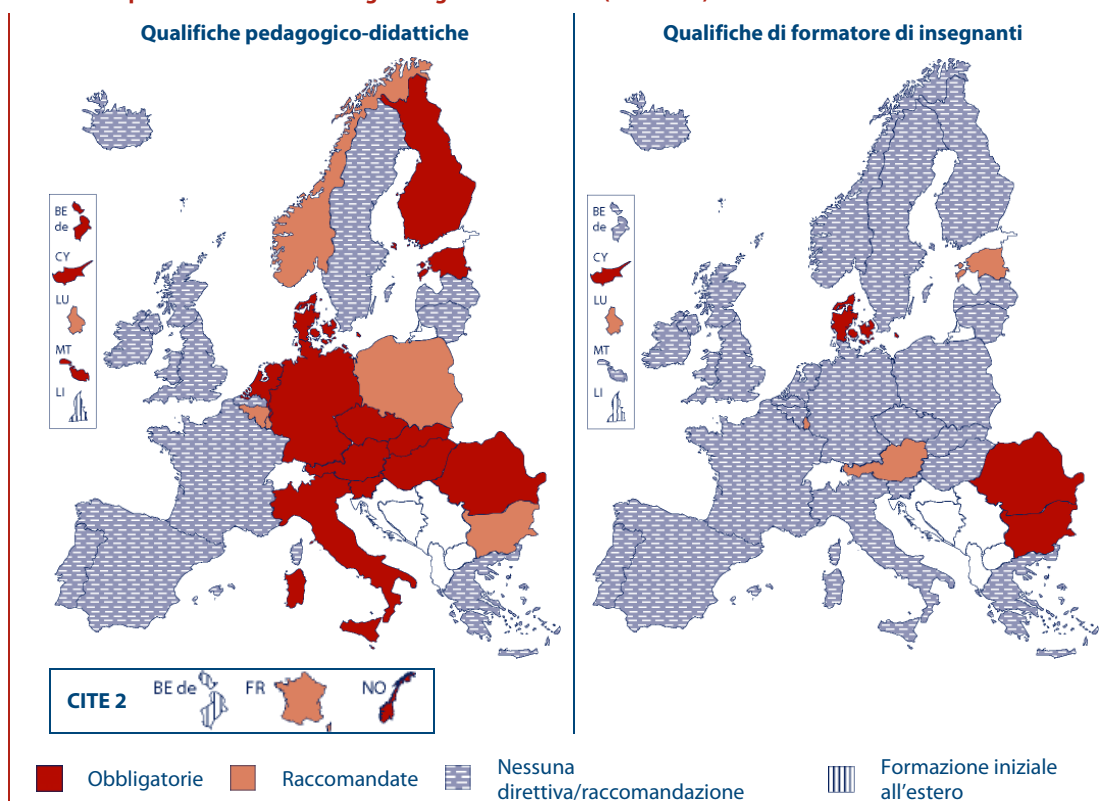 Qualifiche pedagogico-didattiche
Qualifiche di formatore di insegnanti
BE
de
CY
LU
MT
LI
BE
de
CY
LU
MT
LI
CITE 2
BE de
FR
NO
Obbligatorie
Raccomandate
Nessuna
direttiva/raccomandazione
Formazione iniziale
all'estero